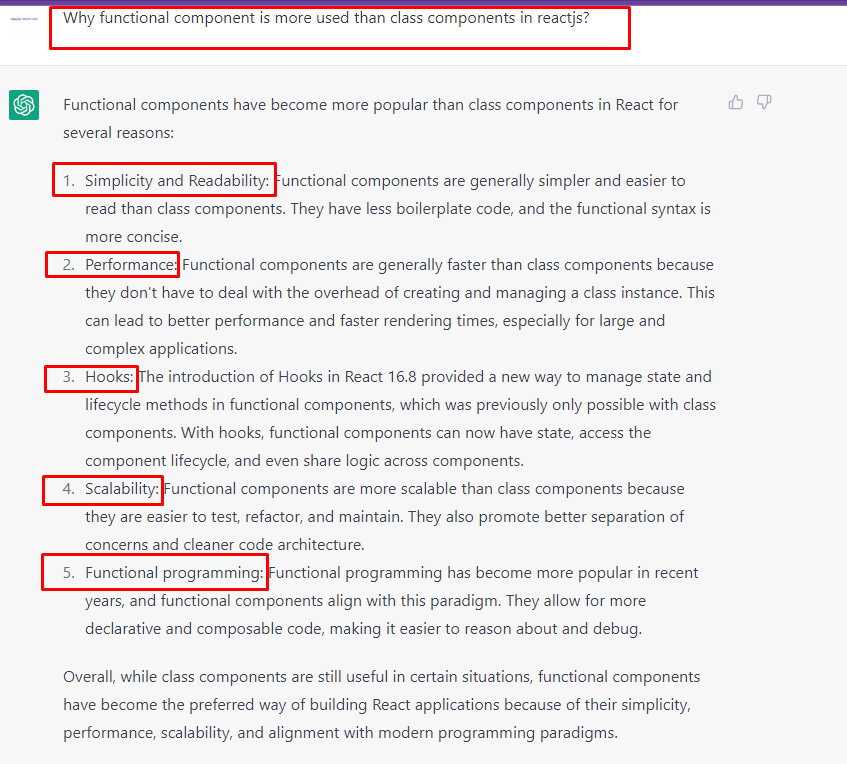 Why functional component is more used than class components in reactjs?
Functional components have become more popular than class components in React for
several reasons:
1. Simplicity and Readability: Functional components are generally simpler and easier to
read than class components. They have less boilerplate code, and the functional syntax is
more concise.
2. Performance: Functional components are generally faster than class components because
they don't have to deal with the overhead of creating and managing a class instance. This
can lead to better performance and faster rendering times, especially for large and
complex applications.
3. Hooks: The introduction of Hooks in React 16.8 provided a new way to manage state and
lifecycle methods in functional components, which was previously only possible with class
components. With hooks, functional components can now have state, access the
component lifecycle, and even share logic across components.
4. Scalability: Functional components are more scalable than class components because
they are easier to test, refactor, and maintain. They also promote better separation of
concerns and cleaner code architecture.
5. Functional programming: Functional programming has become more popular in recent
years, and functional components align with this paradigm. They allow for more
declarative and composable code, making it easier to reason about and debug.
Overall, while class components are still useful in certain situations, functional components
have become the preferred way of building React applications because of their simplicity,
performance, scalability, and alignment with modern programming paradigms.